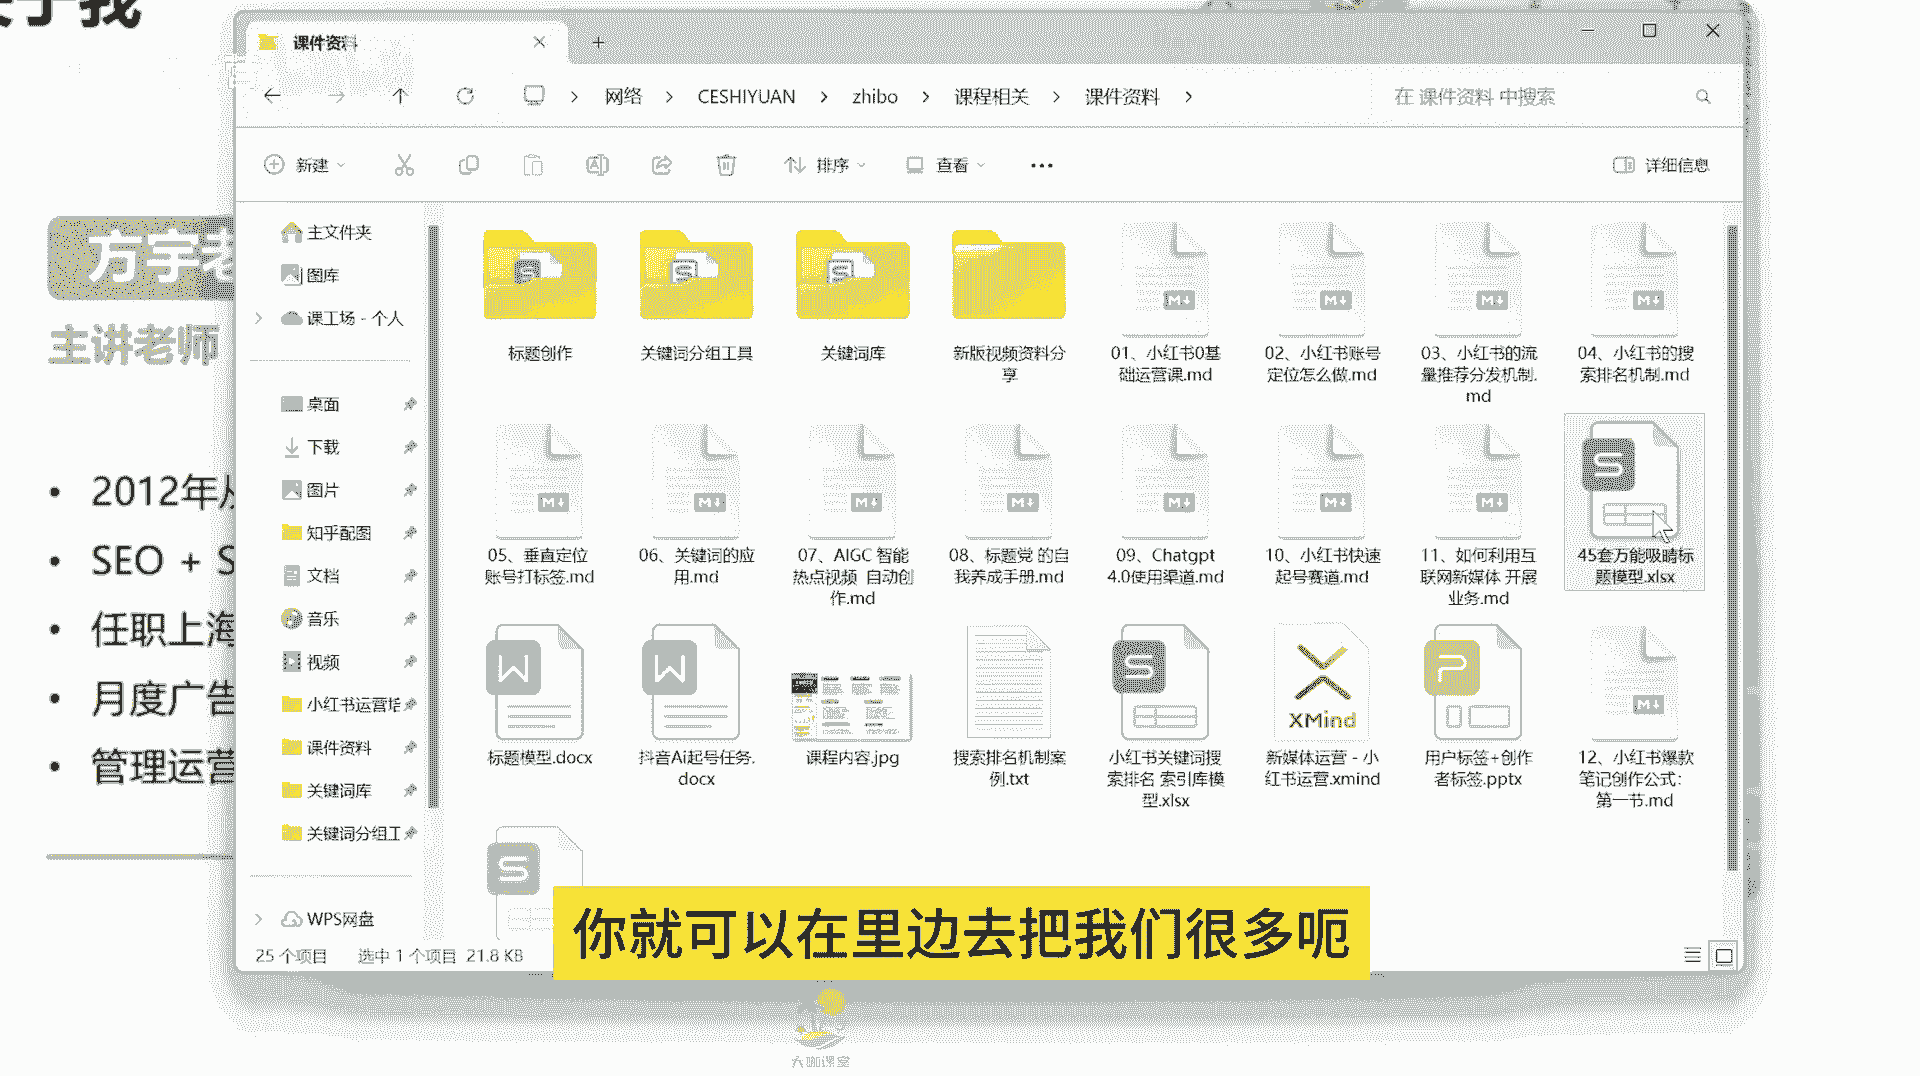 关于我
课件资料
网络 > CESHIYUAN > zhibo > 课程相关 > 课件资料 >
在 课件资料 中搜索
新建
排序
查看
详细信息
主文件夹
图库
课工场 - 个人
桌面
下载
图片
知乎配图
文档
音乐
视频
小红书运营培
课件资料
关键词库
关键词分组工
WPS网盘
标题创作
关键词分组工具
关键词库
新版视频资料分
享
01、小红书0基
础运营课.md
02、小红书账号
定位怎么做.md
03、小红书的流
量推荐分发机制.
md
04、小红书的搜
索排名机制.md
05、垂直定位
账号打标签.md
06、关键词的应
用.md
07、AIGC 智能
热点视频 自动创
作.md
08、标题党 的自
我养成手册.md
09、Chatgpt
4.0使用渠道.md
10、小红书快速
起号赛道.md
11、如何利用互
联网新媒体 开展
业务.md
45套万能吸睛标
题模型.xlsx
标题模型.docx
抖音Ai起号任务.
docx
课程内容.jpg
搜索排名机制案
例.txt
小红书关键词搜
索排名 索引库模
型.xlsx
XMind
新媒体运营 - 小
红书运营.xmind
用户标签+创作
者标签.pptx
12、小红书爆款
笔记创作公式：
第一节.md
25 个项目
选中 1 个项目 21.8 KB
方宇老
主讲老师
2012年从
SEO + S
任职上海
月度广告
管理运营
你就可以在里边去把我们很多呃
大咖课堂